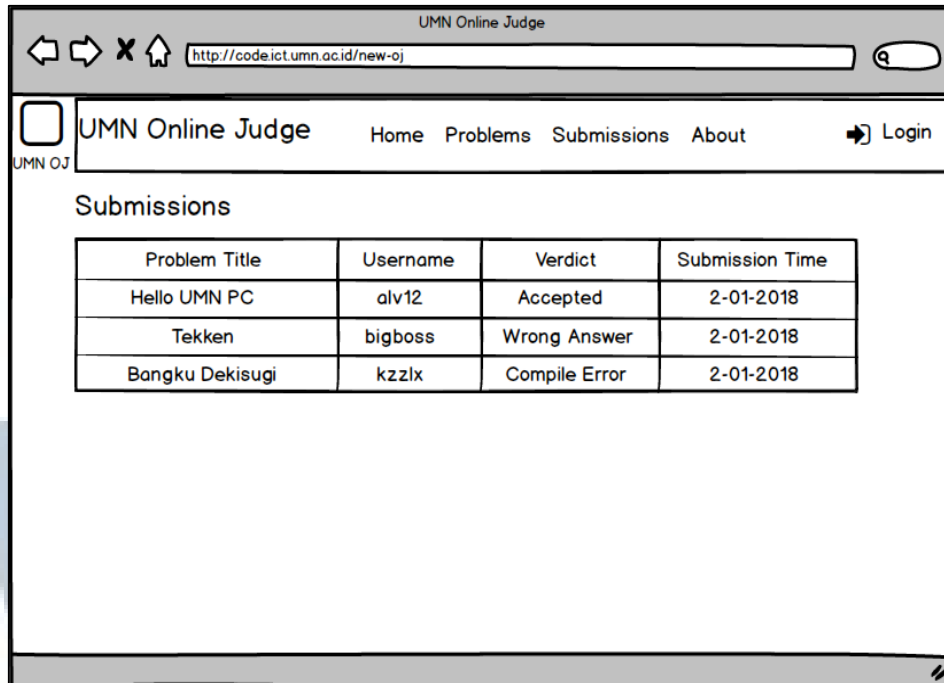 UMN Online Judge
http://code.ict.umn.ac.id/new-oj
UMN OJ
UMN Online Judge Home Problems Submissions About Login
Submissions
Problem Title Username Verdict Submission Time
Hello UMN PC alv12 Accepted 2-01-2018
Tekken bigboss Wrong Answer 2-01-2018
Bangku Dekisugi kzzlx Compile Error 2-01-2018